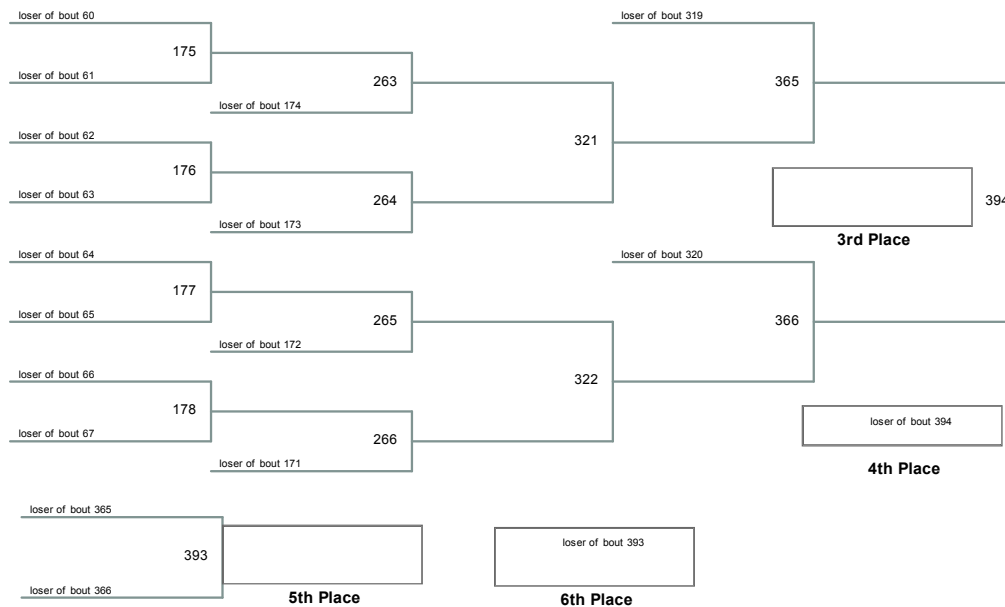 loser of bout 60
loser of bout 319
175
loser of bout 61
263
365
loser of bout 174
loser of bout 62
321
176
loser of bout 63
264
394
loser of bout 173
3rd Place
loser of bout 64
loser of bout 320
177
loser of bout 65
265
366
loser of bout 172
loser of bout 66
322
178
loser of bout 394
loser of bout 67
266
loser of bout 171
4th Place
loser of bout 365
393
loser of bout 393
loser of bout 366
5th Place
6th Place